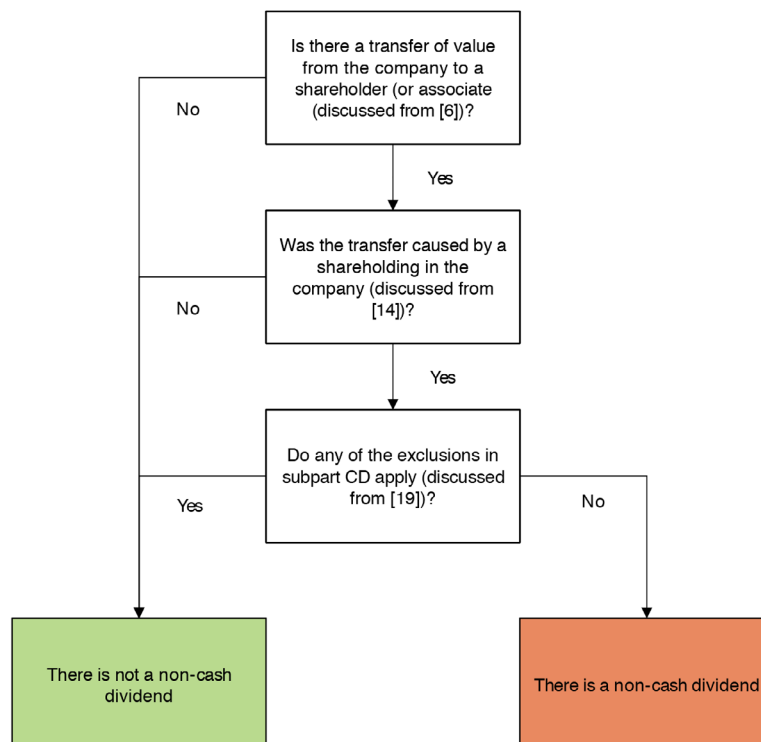 Is there a transfer of value
from the company to a
shareholder (or associate
(discussed from [6])?
No
Yes
Was the transfer caused by a
shareholding in the
company (discussed from
[14])?
No
Yes
Do any of the exclusions in
subpart CD apply (discussed
from [19])?
Yes
No
There is not a non-cash
dividend
There is a non-cash dividend